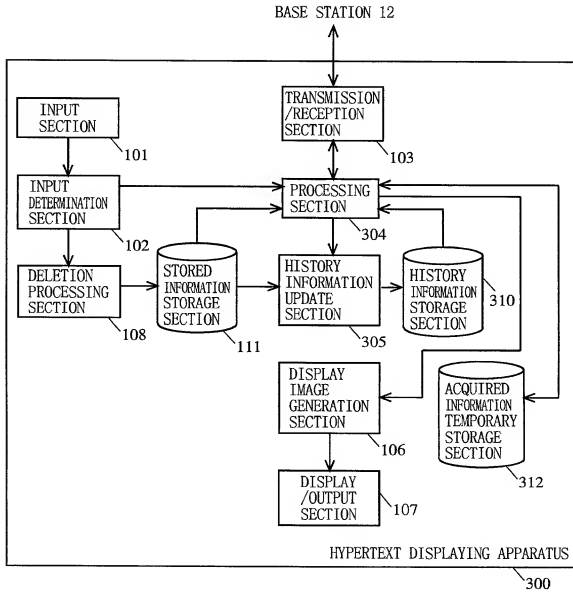 BASE STATION 12
TRANSMISSION
/RECEPTION
SECTION
103
INPUT
SECTION
101
INPUT
DETERMINATION
SECTION
102
PROCESSING
SECTION
304
DELETION
PROCESSING
SECTION
108
STORED
INFORMATION
STORAGE
SECTION
111
HISTORY
INFORMATION
UPDATE
SECTION
305
HISTORY
INFORMATION
STORAGE
SECTION
310
DISPLAY
IMAGE
GENERATION
SECTION
106
ACQUIRED
INFORMATION
TEMPORARY
STORAGE
SECTION
312
DISPLAY
/OUTPUT
SECTION
107
HYPERTEXT DISPLAYING APPARATUS
300